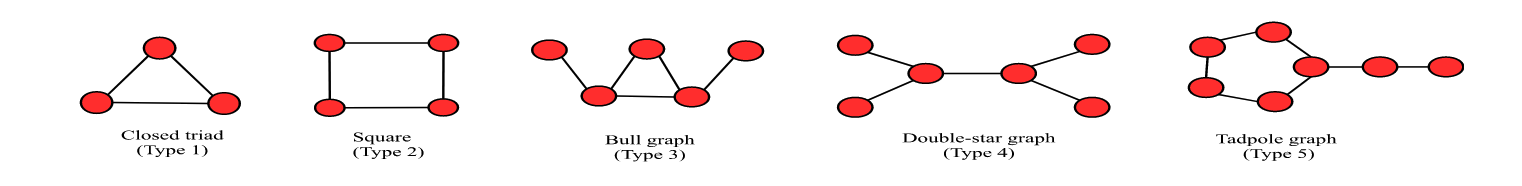 Closed triad
(Type 1)
Square
(Type 2)
Bull graph
(Type 3)
Double-star graph
(Type 4)
Tadpole graph
(Type 5)